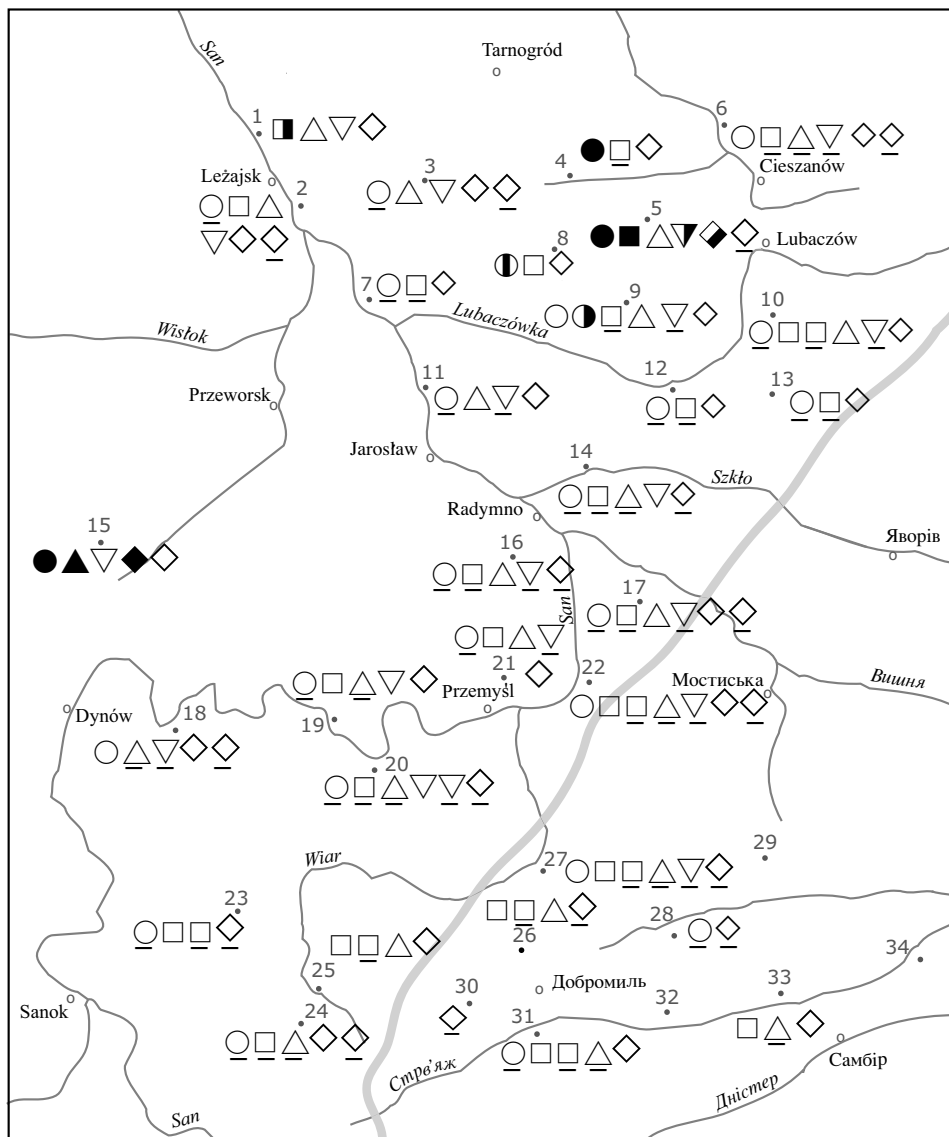 San
Tarnogród
1
6
4
3
Cieszanów
Leżajsk
2
5
8
Lubaczów
7
9
10
Lubaczówka
Wisłok
12
13
11
Przeworsk
Jarosław
14
Szkło
Radymno
15
16
Яворів
San
17
21
22
Мостиська
Вишня
Dynów
Przemyśl
18
19
20
29
Wiar
27
23
28
26
34
25
Добромиль
33
Sanok
30
32
24
31
Стрв’яж
Самбір
Дністер
San